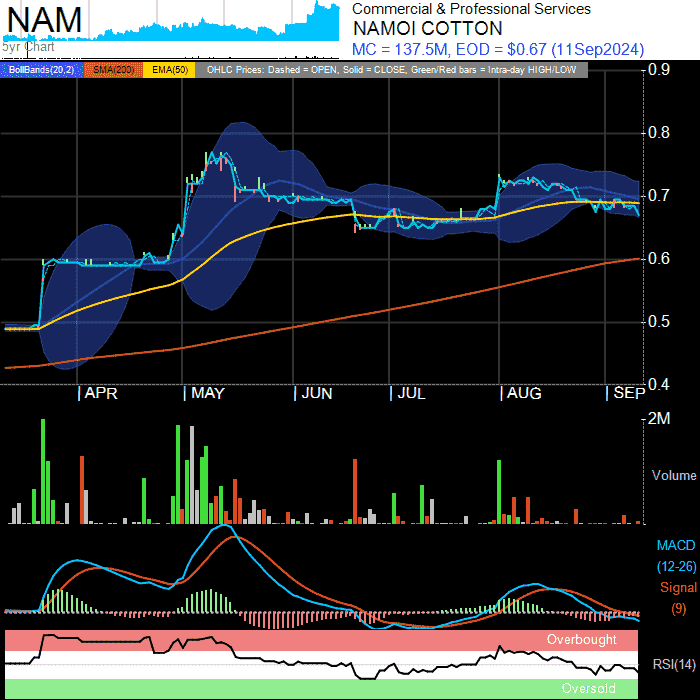 NAM
5yr Chart
Commercial & Professional Services
NAMOI COTTON
MC = 137.5M, EOD = $0.67 (11Sep2024)
BollBands(20,2) SMA(200) EMA(50) OHLC Prices: Dashed = OPEN, Solid = CLOSE, Green/Red bars = Intra-day HIGH/LOW
0.9
0.8
0.7
0.6
0.5
0.4
| APR | MAY | JUN | JUL | AUG | SEP
2M
Volume
MACD
(12-26)
Signal
(9)
Overbought
RSI(14)
Oversold